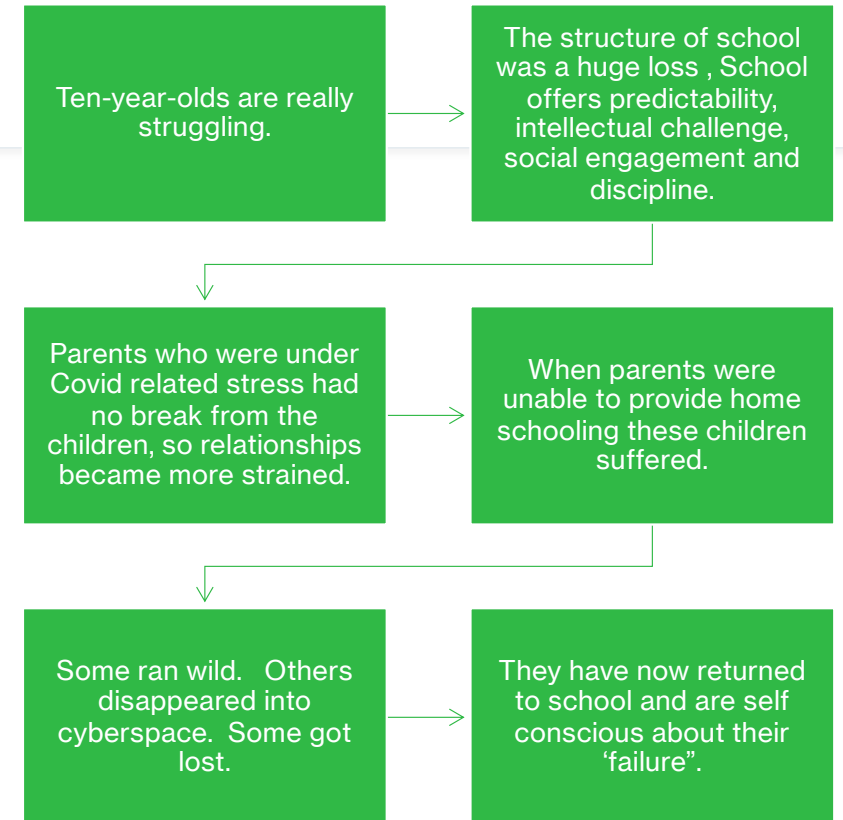 Ten-year-olds are really
struggling.
The structure of school
was a huge loss , School
offers predictability,
intellectual challenge,
social engagement and
discipline.
Parents who were under
Covid related stress had
no break from the
children, so relationships
became more strained.
When parents were
unable to provide home
schooling these children
suffered.
Some ran wild.   Others
disappeared into
cyberspace.  Some got
lost.
They have now returned
to school and are self
conscious about their
‘failure”.